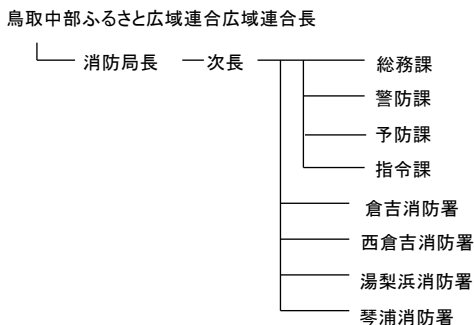 鳥取中部ふるさと広域連合広域連合長
消防局長 次長 総務課
警防課
予防課
指令課
倉吉消防署
西倉吉消防署
湯梨浜消防署
琴浦消防署